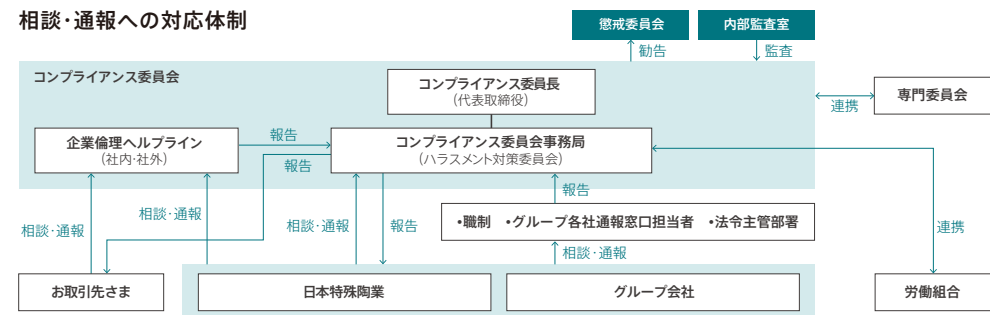 相談・通報への対応体制
懲戒委員会
内部監査室
勧告
監査
コンプライアンス委員会
コンプライアンス委員長
(代表取締役)
専門委員会
連携
企業倫理ヘルプライン
(社内・社外)
報告
報告
コンプライアンス委員会事務局
(ハラスメント対策委員会)
報告
相談・通報
相談・通報
相談・通報
報告
•職制 •グループ各社通報窓口担当者 •法令主管部署
連携
相談・通報
お取引先さま
日本特殊陶業
グループ会社
労働組合